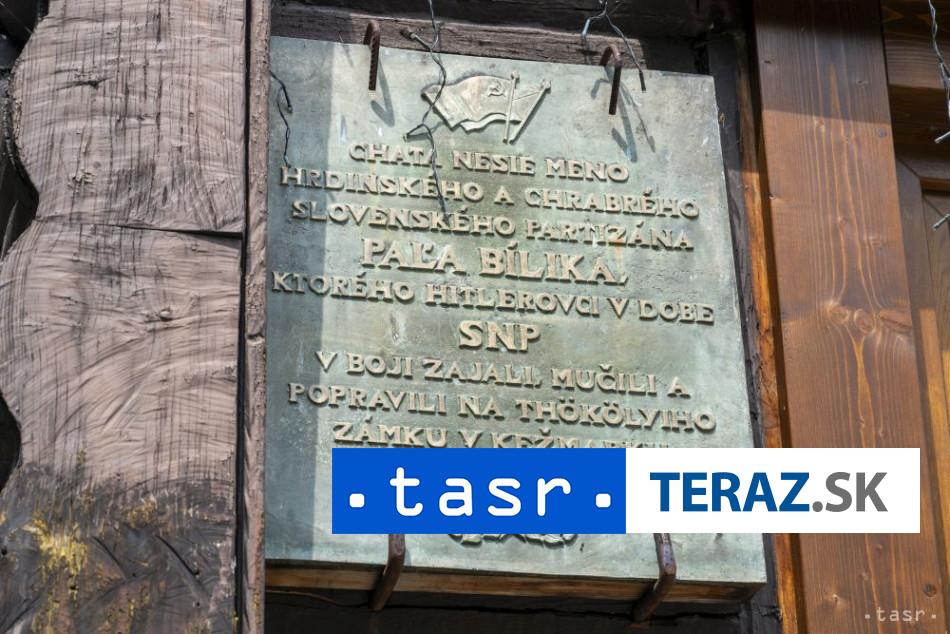 CHATA NESIE MENO
HRDINSKÉHO A CHRABRÉHO
SLOVENSKÉHO PARTIZÁNA
PAĽA BÍLIKA,
KTORÉHO HITLEROVCI V DOBE
SNP
V BOJI ZAJALI, MUČILI A
POPRAVILI NA THÖKÖLYIHO
ZÁMKU V KEŽMARKU
·tasr· TERAZ.SK
·tasr·